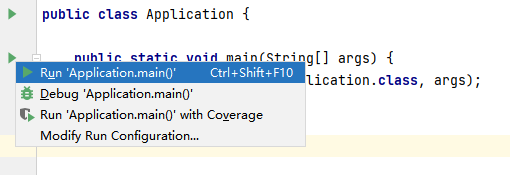 public class Application {
public static void main(String[] args) {
Run 'Application.main()' Ctrl+Shift+F10
lication.class, args);
Debug 'Application.main()'
Run 'Application.main()' with Coverage
Modify Run Configuration...